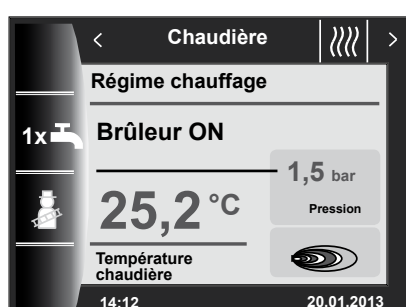 < Chaudière >
Régime chauffage
1x
Brûleur ON
1,5 bar
Pression
25,2 °C
Température
chaudière
14:12 20.01.2013